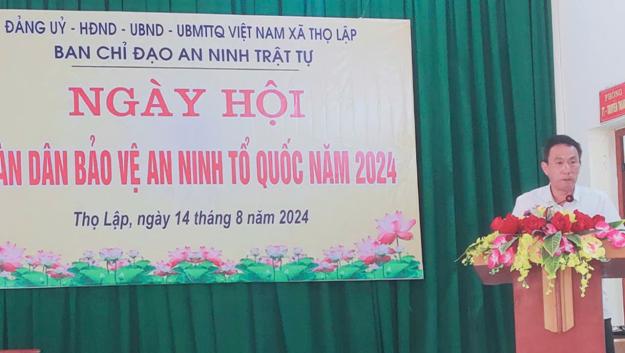 ĐẢNG UỶ - HĐND - UBND - UBMTTQ VIỆT NAM XÃ THỌ LẬP
BAN CHỈ ĐẠO AN NINH TRẬT TỰ
NGÀY HỘI
ÀN DÂN BẢO VỆ AN NINH TỔ QUỐC NĂM 2024
Thọ Lập, ngày 14 tháng 8 năm 2024
PHÒNG